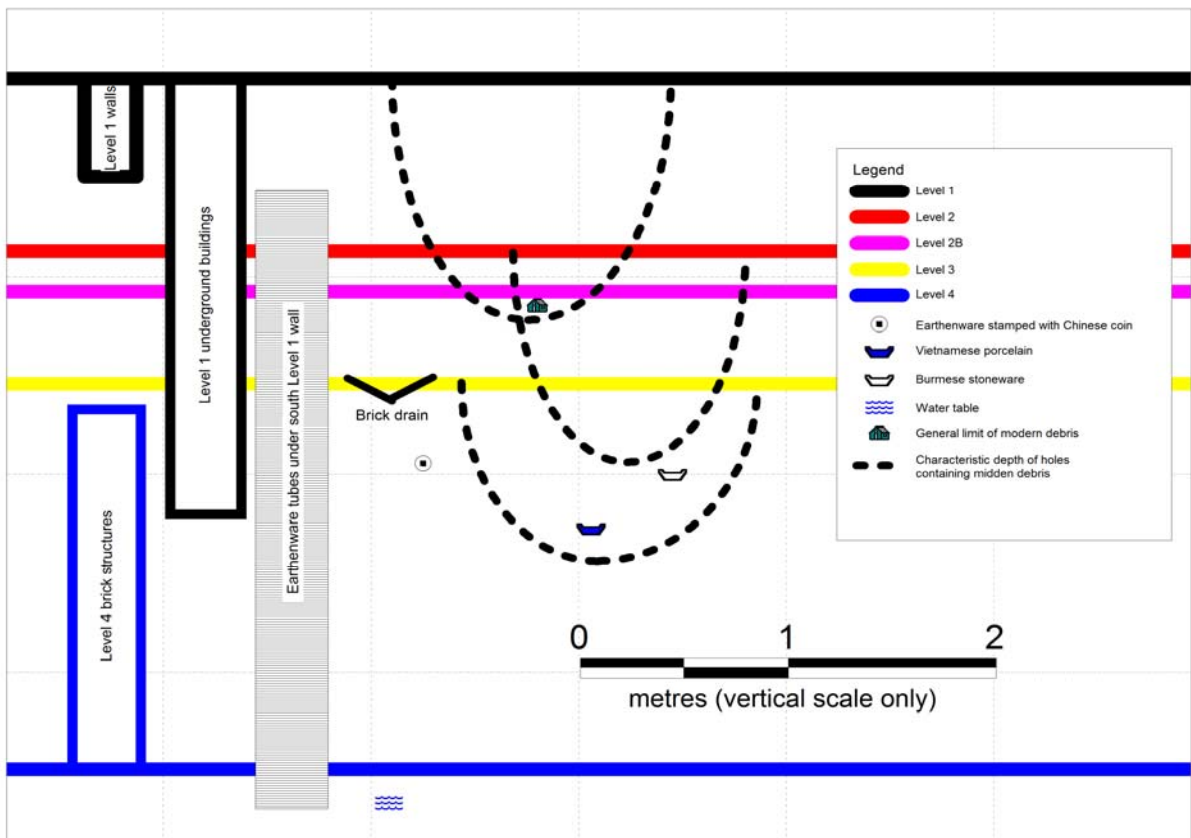 Level 1 walls
Level 1 underground buildings
Earthenware tubes under south Level 1 wall
Level 4 brick structures
Brick drain
Legend
Level 1
Level 2
Level 2B
Level 3
Level 4
Earthenware stamped with Chinese coin
Vietnamese porcelain
Burmese stoneware
Water table
General limit of modern debris
Characteristic depth of holes
containing midden debris
0 1 2
metres (vertical scale only)